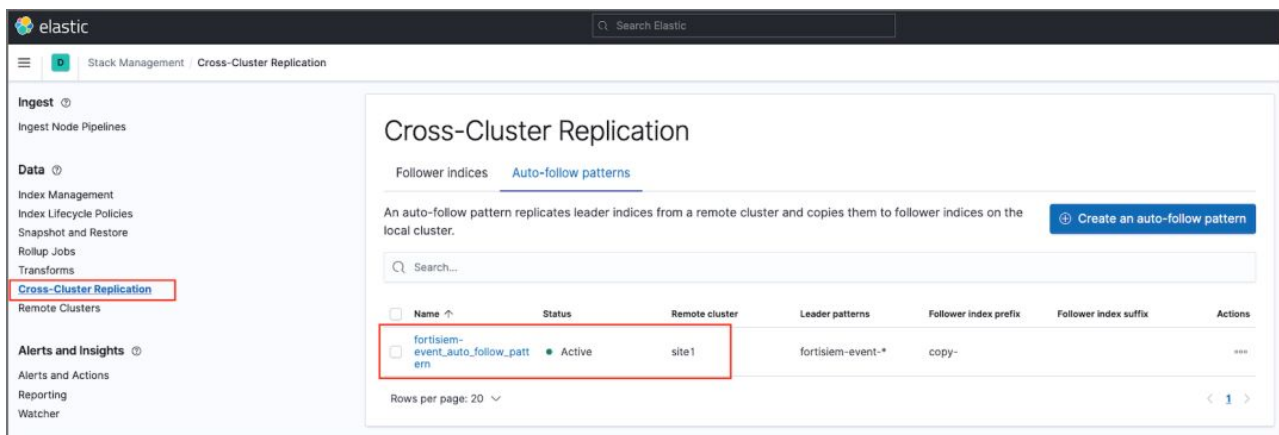 elastic
Search Elastic
D
Stack Management / Cross-Cluster Replication
Ingest
Ingest Node Pipelines
Data
Index Management
Index Lifecycle Policies
Snapshot and Restore
Rollup Jobs
Transforms
Cross-Cluster Replication
Remote Clusters
Alerts and Insights
Alerts and Actions
Reporting
Watcher
Cross-Cluster Replication
Follower indices Auto-follow patterns
An auto-follow pattern replicates leader indices from a remote cluster and copies them to follower indices on the
local cluster.
Create an auto-follow pattern
Search...
Name Status Remote cluster Leader patterns Follower index prefix Follower index suffix Actions
fortisiem-
event_auto_follow_patt Active site1 fortisiem-event-* copy-
ern
Rows per page: 20
< 1 >